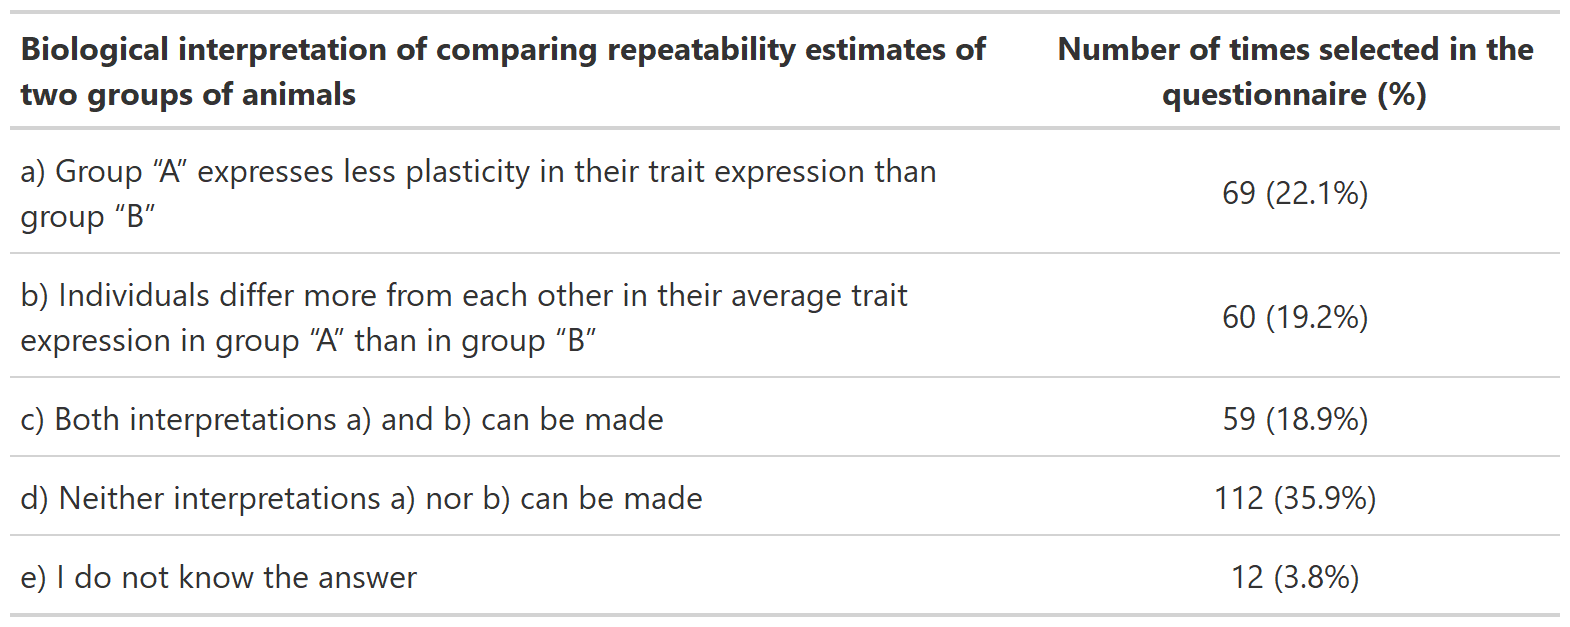 Biological interpretation of comparing repeatability estimates of
two groups of animals
Number of times selected in the
questionnaire (%)
a) Group “A” expresses less plasticity in their trait expression than
group “B”
69 (22.1%)
b) Individuals differ more from each other in their average trait
expression in group “A” than in group “B”
60 (19.2%)
c) Both interpretations a) and b) can be made
59 (18.9%)
d) Neither interpretations a) nor b) can be made
112 (35.9%)
e) I do not know the answer
12 (3.8%)